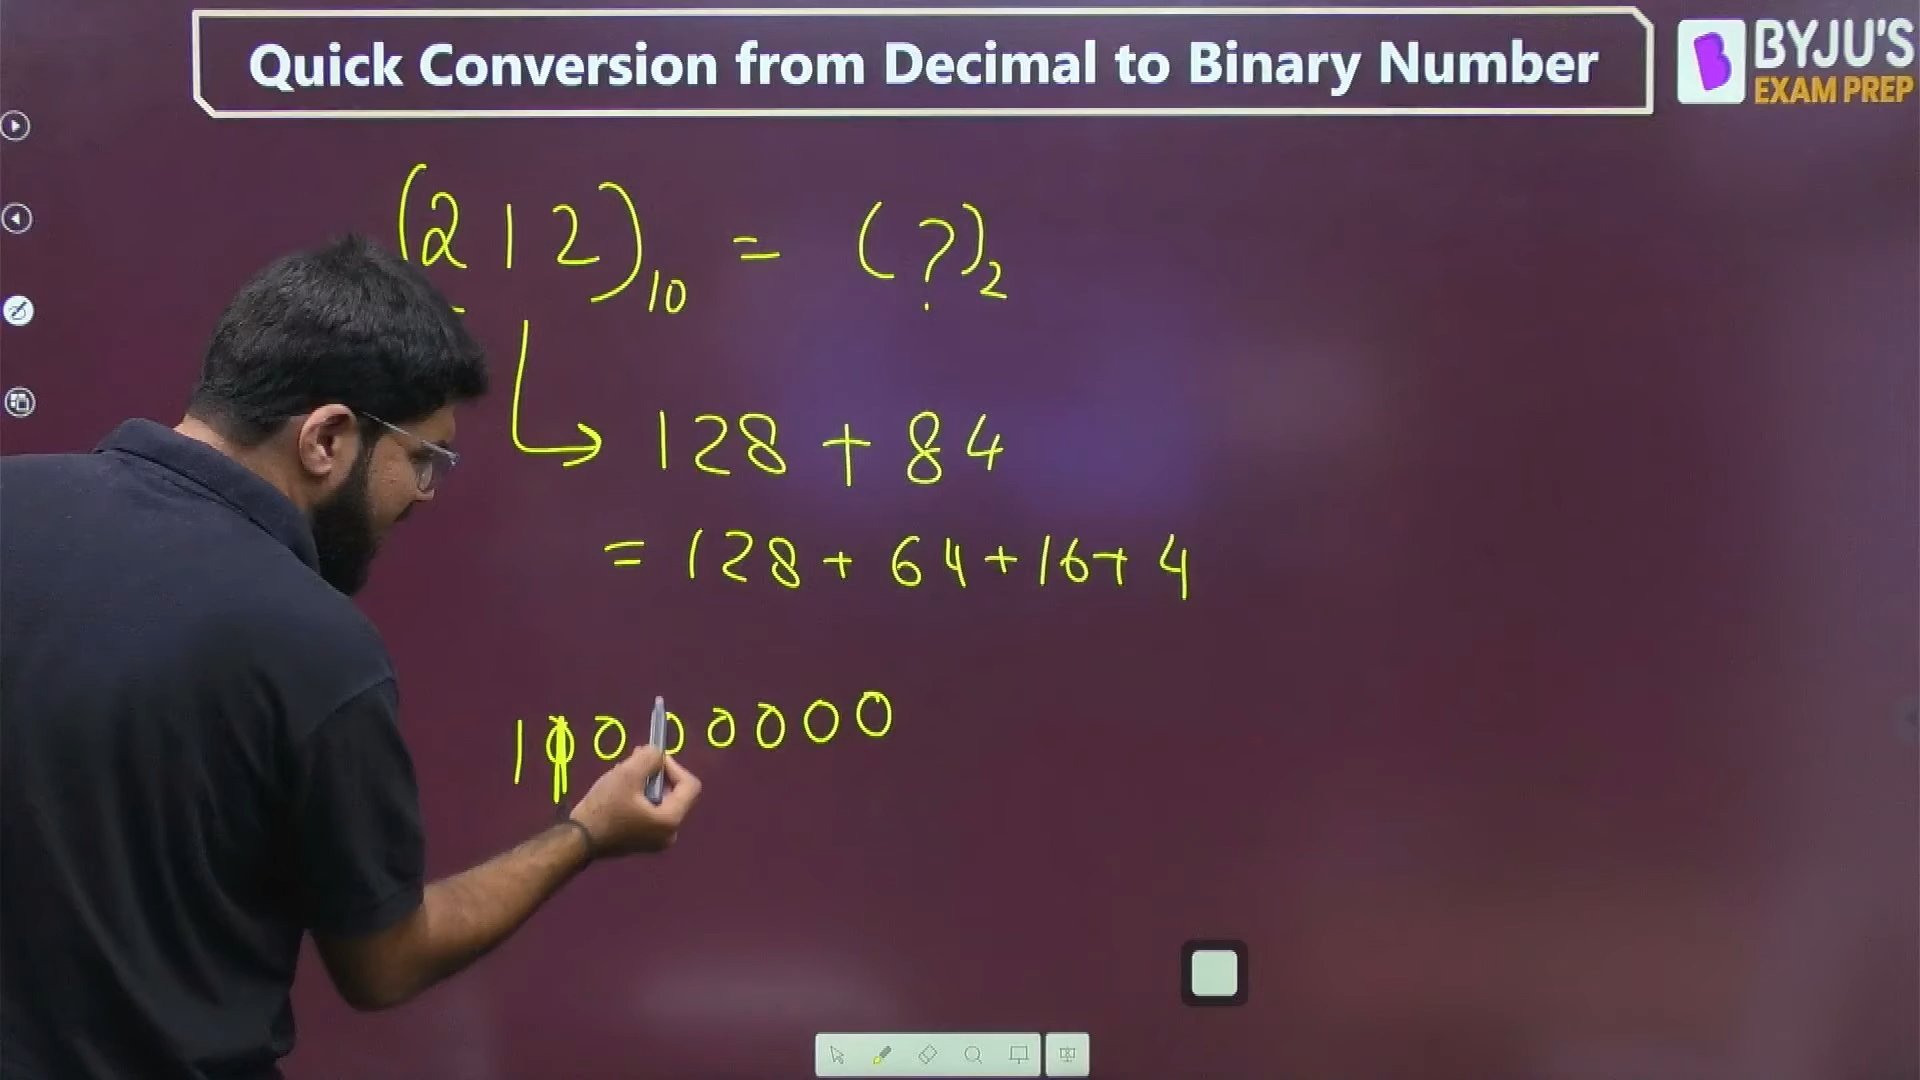 Quick Conversion from Decimal to Binary Number
BYJU'S
EXAM PREP
(212)10 = (?)2
128 + 84
= 128 + 64 + 16 + 4
11000000